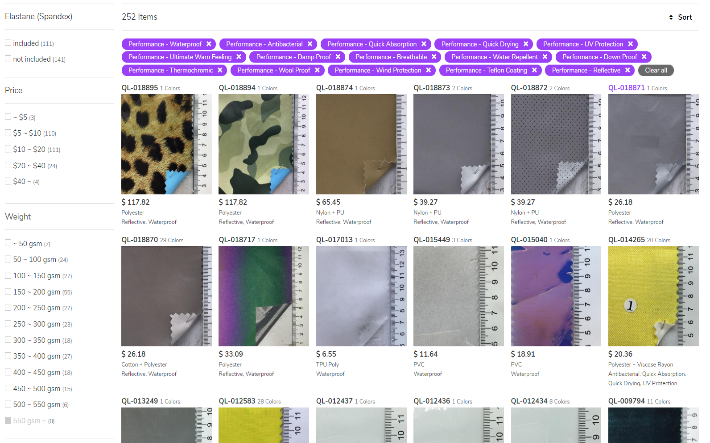 Elastane (Spandex)
included (111)
not included (141)
Price
~ $5 (3)
$5 ~ $10 (110)
$10 ~ $20 (111)
$20 ~ $40 (24)
$40 ~ (4)
Weight
~ 50 gsm (7)
50 ~ 100 gsm (24)
100 ~ 150 gsm (27)
150 ~ 200 gsm (55)
200 ~ 250 gsm (27)
250 ~ 300 gsm (23)
300 ~ 350 gsm (18)
350 ~ 400 gsm (27)
400 ~ 450 gsm (18)
450 ~ 500 gsm (15)
500 ~ 550 gsm (6)
550 gsm ~ (0)
252 Items
Sort
Performance - Waterproof ×
Performance - Antibacterial ×
Performance - Quick Absorption ×
Performance - Quick Drying ×
Performance - UV Protection ×
Performance - Ultimate Warm Feeling ×
Performance - Damp Proof ×
Performance - Breathable ×
Performance - Water Repellent ×
Performance - Down Proof ×
Performance - Thermochromic ×
Performance - Wool Proof ×
Performance - Wind Protection ×
Performance - Teflon Coating ×
Performance - Reflective ×
Clear all
QL-018895 1 Colors
$ 117.82
Polyester
Reflective, Waterproof
QL-018894 1 Colors
$ 117.82
Polyester
Reflective, Waterproof
QL-018874 1 Colors
$ 65.45
Nylon + PU
Reflective, Waterproof
QL-018873 2 Colors
$ 39.27
Nylon + PU
Reflective, Waterproof
QL-018872 2 Colors
$ 39.27
Nylon + PU
Reflective, Waterproof
QL-018871 1 Colors
$ 26.18
Polyester
Reflective, Waterproof
QL-018870 29 Colors
$ 26.18
Cotton + Polyester
Reflective, Waterproof
QL-018717 1 Colors
$ 33.09
Polyester
Reflective, Waterproof
QL-017013 1 Colors
$ 6.55
TPU Poly
Waterproof
QL-015449 3 Colors
$ 11.64
PVC
Waterproof
QL-015040 1 Colors
$ 18.91
PVC
Waterproof
QL-014265 20 Colors
1
$ 20.36
Polyester + Viscose Rayon
Antibacterial, Quick Absorption,
Quick Drying, UV Protection
QL-013249 1 Colors
QL-012583 28 Colors
QL-012437 1 Colors
QL-012436 1 Colors
QL-012434 8 Colors
QL-009794 11 Colors